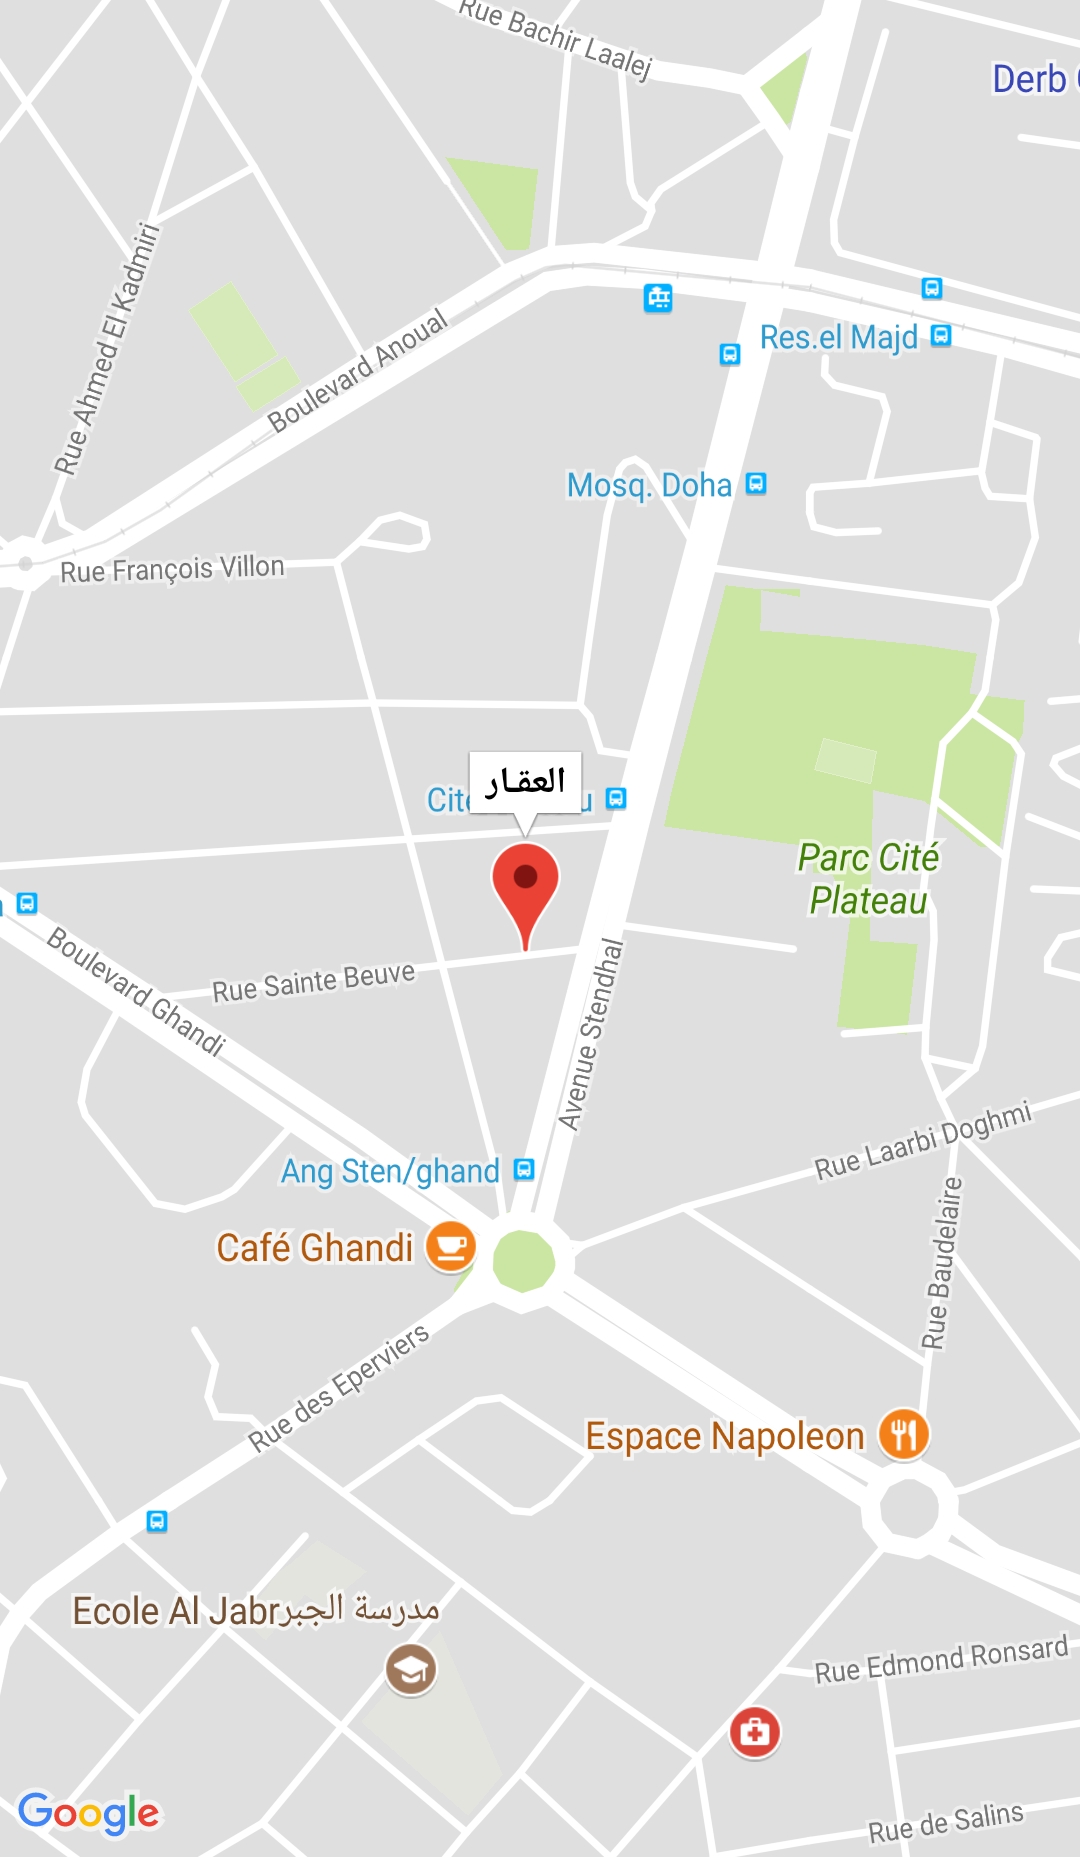 Rue Bachir Laalej
Derb
Rue Ahmed El Kadmiri
Boulevard Anoual
Res.el Majd
Mosq. Doha
Rue François Villon
العقار
Parc Cité
Plateau
Boulevard Ghandi
Rue Sainte Beuve
Avenue Stendhal
Rue Laarbi Doghmi
Ang Sten/ghand
Rue Baudelaire
Café Ghandi
Rue des Eperviers
Espace Napoleon
Ecole Al Jabr مدرسة الجبر
Rue Edmond Ronsard
Google
Rue de Salins